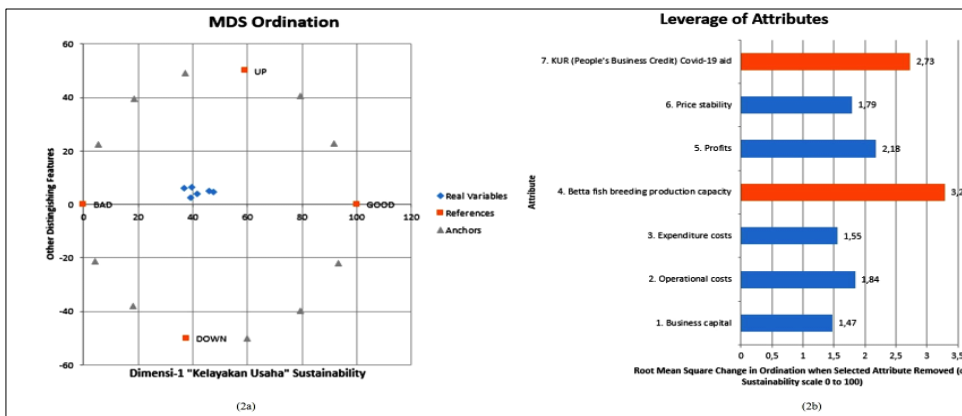 MDS Ordination
60
40
20
0
-20
-40
-60
Other Distinguishing Features
UP
BAD
GOOD
DOWN
0 20 40 60 80 100 120
Dimensi-1 "Kelayakan Usaha" Sustainability
Real Variables
References
Anchors
(2a)
Leverage of Attributes
Attribute
7. KUR (People's Business Credit) Covid-19 aid
2,73
6. Price stability
1,79
5. Profits
2,18
4. Betta fish breeding production capacity
3,2
3. Expenditure costs
1,55
2. Operational costs
1,84
1. Business capital
1,47
0 0,5 1 1,5 2 2,5 3 3,5
Root Mean Square Change in Ordination when Selected Attribute Removed (
Sustainability scale 0 to 100)
(2b)